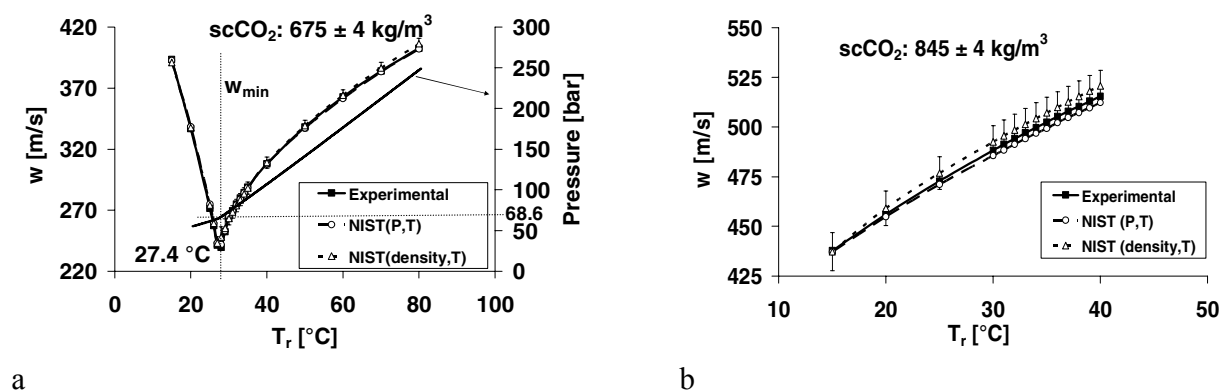 scCO₂: 675 ± 4 kg/m³
w [m/s]
420
370
320
270
220
w_min
27.4 °C
Experimental
NIST(P,T)
NIST(density,T)
300
250
200
150
100
68.6
50
0
Pressure [bar]
0 20 40 60 80 100
T_r [°C]
a
scCO₂: 845 ± 4 kg/m³
w [m/s]
550
525
500
475
450
425
Experimental
NIST (P,T)
NIST (density,T)
10 20 30 40 50
T_r [°C]
b